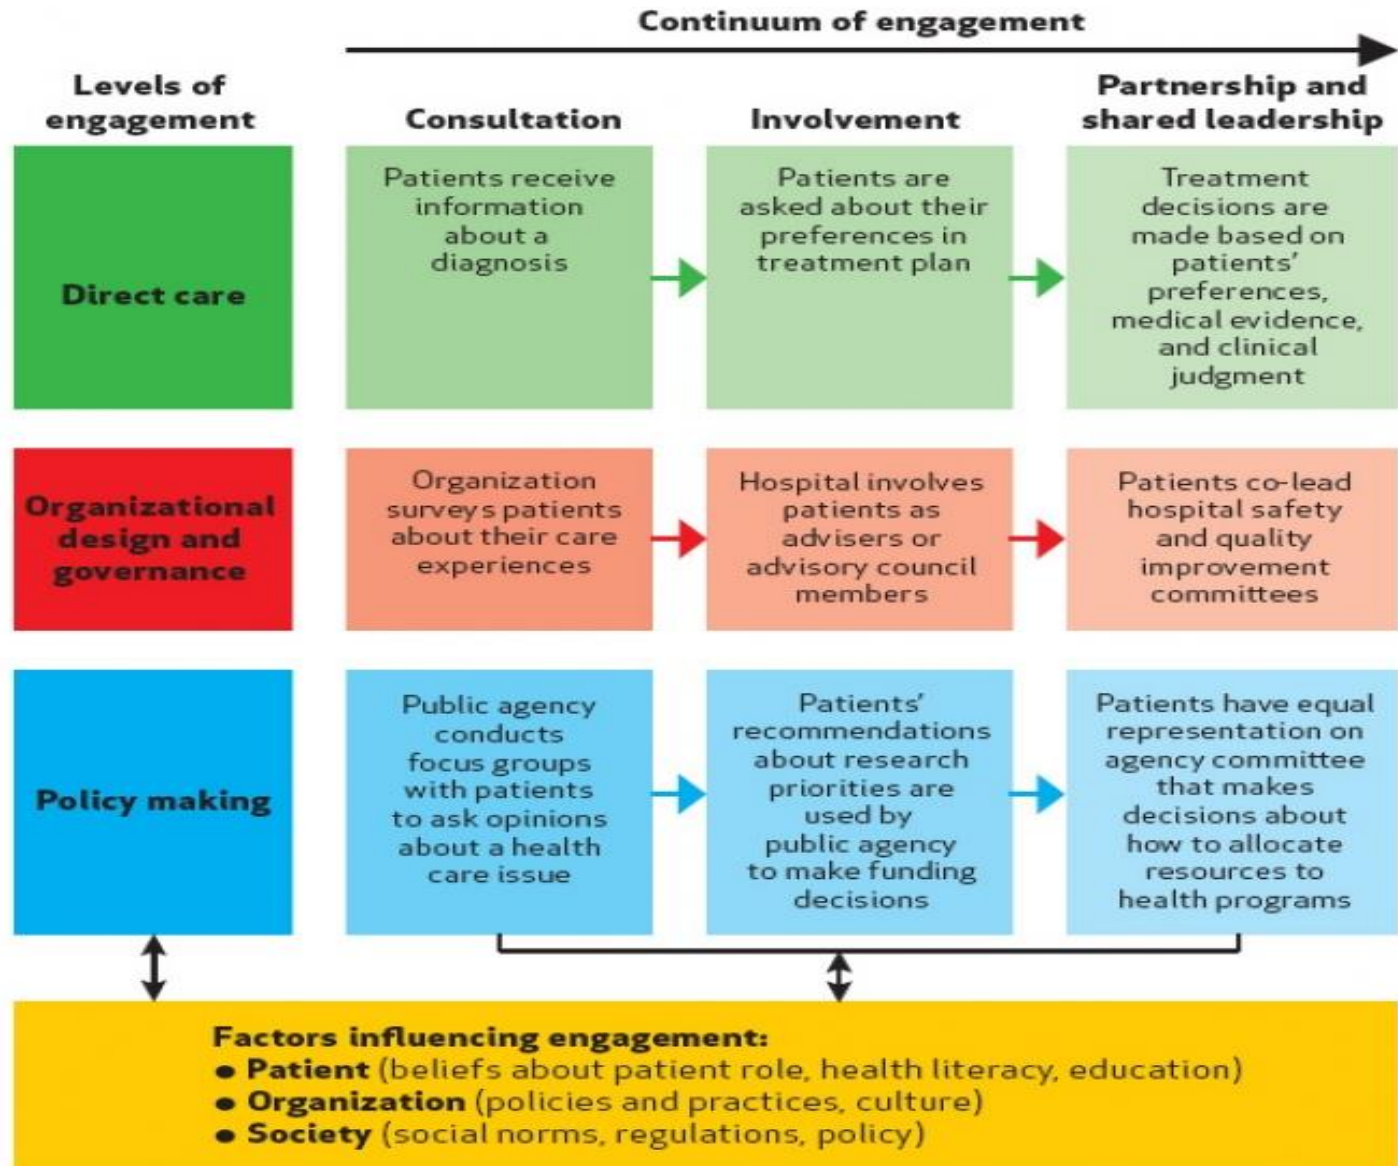 Continuum of engagement
Levels of
engagement
Consultation
Involvement
Partnership and
shared leadership
Direct care
Patients receive
information
about a
diagnosis
Patients are
asked about their
preferences in
treatment plan
Treatment
decisions are
made based on
patients’
preferences,
medical evidence,
and clinical
judgment
Organizational
design and
governance
Organization
surveys patients
about their care
experiences
Hospital involves
patients as
advisers or
advisory council
members
Patients co-lead
hospital safety
and quality
improvement
committees
Policy making
Public agency
conducts
focus groups
with patients
to ask opinions
about a health
care issue
Patients’
recommendations
about research
priorities are
used by
public agency
to make funding
decisions
Patients have equal
representation on
agency committee
that makes
decisions about
how to allocate
resources to
health programs
Factors influencing engagement:
● Patient (beliefs about patient role, health literacy, education)
● Organization (policies and practices, culture)
● Society (social norms, regulations, policy)